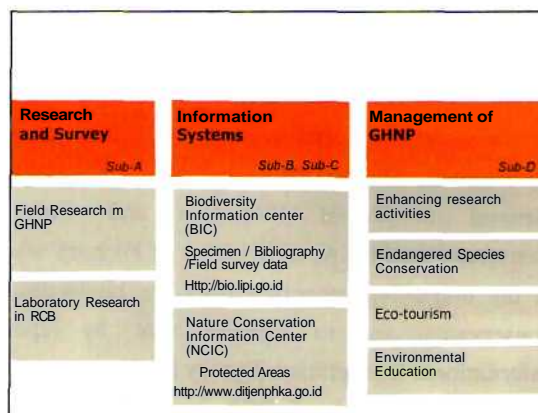 Research
and Survey
Sub-A
Field Research m
GHNP
Laboratory Research
in RCB
Information
Systems
Sub-B, Sub-C
Biodiversity
Information center
(BIC)
Specimen / Bibliography
/Field survey data
Http;//bio.lipi.go.id
Nature Conservation
Information Center
(NCIC)
Protected Areas
http://www.ditjenphka.go.id
Management of
GHNP
Sub-D
Enhancing research
activities
Endangered Species
Conservation
Eco-tourism
Environmental
Education